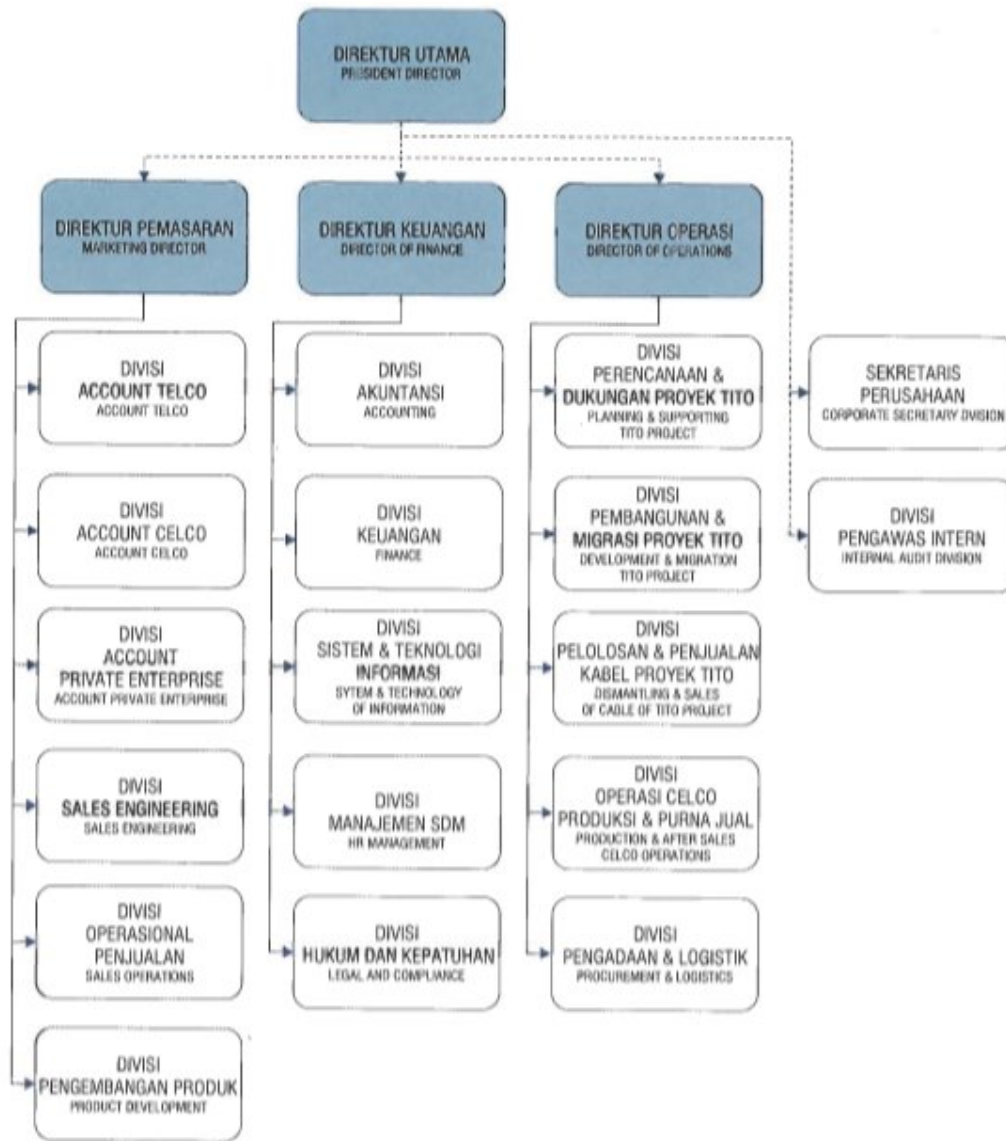 DIREKTUR UTAMA
PRESIDENT DIRECTOR
DIREKTUR PEMASARAN
MARKETING DIRECTOR
DIREKTUR KEUANGAN
DIRECTOR OF FINANCE
DIREKTUR OPERASI
DIRECTOR OF OPERATIONS
DIVISI
ACCOUNT TELCO
ACCOUNT TELCO
DIVISI
ACCOUNT CELCO
ACCOUNT CELCO
DIVISI
ACCOUNT
PRIVATE ENTERPRISE
ACCOUNT PRIVATE ENTERPRISE
DIVISI
SALES ENGINEERING
SALES ENGINEERING
DIVISI
OPERASIONAL
PENJUALAN
SALES OPERATIONS
DIVISI
PENGEMBANGAN PRODUK
PRODUCT DEVELOPMENT
DIVISI
AKUNTANSI
ACCOUNTING
DIVISI
KEUANGAN
FINANCE
DIVISI
SISTEM & TEKNOLOGI
INFORMASI
SYTEM & TECHNOLOGY
OF INFORMATION
DIVISI
MANAJEMEN SDM
HR MANAGEMENT
DIVISI
HUKUM DAN KEPATUHAN
LEGAL AND COMPLIANCE
DIVISI
PERENCANAAN &
DUKUNGAN PROYEK TITO
PLANNING & SUPPORTING
TITO PROJECT
DIVISI
PEMBANGUNAN &
MIGRASI PROYEK TITO
DEVELOPMENT & MIGRATION
TITO PROJECT
DIVISI
PELOLOSAN & PENJUALAN
KABEL PROYEK TITO
DISMANTLING & SALES
OF CABLE OF TITO PROJECT
DIVISI
OPERASI CELCO
PRODUKSI & PURNA JUAL
PRODUCTION & AFTER SALES
CELCO OPERATIONS
DIVISI
PENGADAAN & LOGISTIK
PROCUREMENT & LOGISTICS
SEKRETARIS
PERUSAHAAN
CORPORATE SECRETARY DIVISION
DIVISI
PENGAWAS INTERN
INTERNAL AUDIT DIVISION